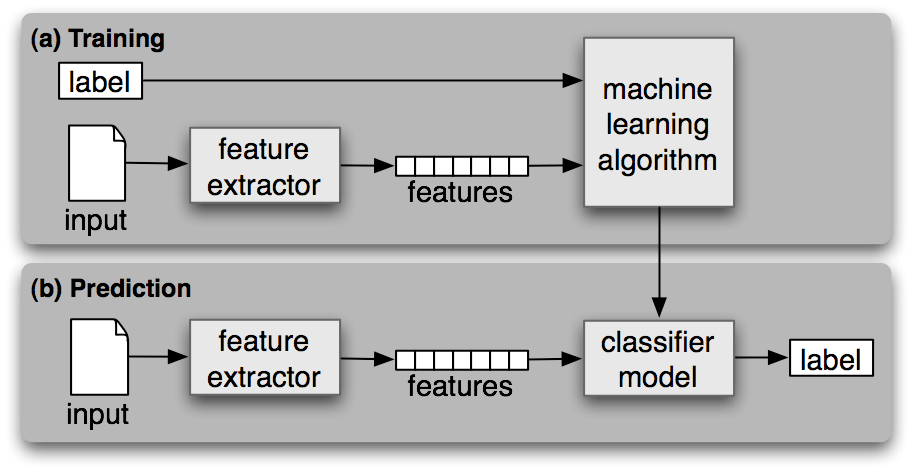 (a) Training
label
machine
learning
algorithm
feature
extractor
features
input
(b) Prediction
feature
extractor
features
input
classifier
model
label